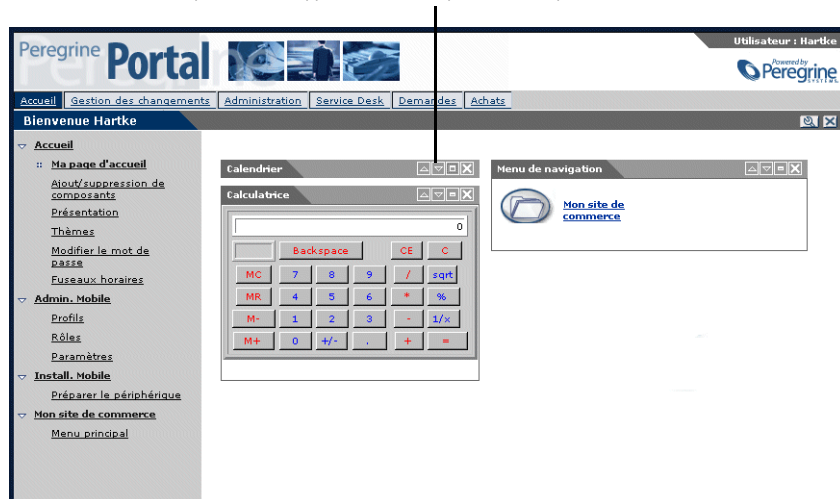 Peregrine Portal
Utilisateur : Hartke
Powered by
Peregrine
SYSTEMS
Accueil Gestion des changements Administration Service Desk Demandes Achats
Bienvenue Hartke
Accueil
Ma page d'accueil
Ajout/suppression de
composants
Présentation
Thèmes
Modifier le mot de
passe
Fuseaux horaires
Admin. Mobile
Profils
Rôles
Paramètres
Install. Mobile
Préparer le périphérique
Mon site de commerce
Menu principal
Calendrier
Calculatrice
0
Backspace CE C
MC 7 8 9 / sqrt
MR 4 5 6 * %
M- 1 2 3 - 1/x
M+ 0 +/- . + =
Menu de navigation
Mon site de
commerce